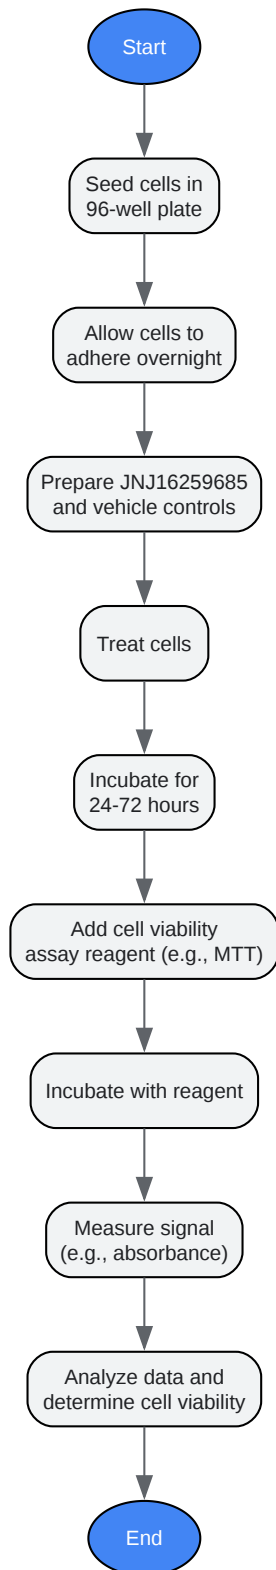 Start
Seed cells in
96-well plate
Allow cells to
adhere overnight
Prepare JNJ16259685
and vehicle controls
Treat cells
Incubate for
24-72 hours
Add cell viability
assay reagent (e.g., MTT)
Incubate with reagent
Measure signal
(e.g., absorbance)
Analyze data and
determine cell viability
End